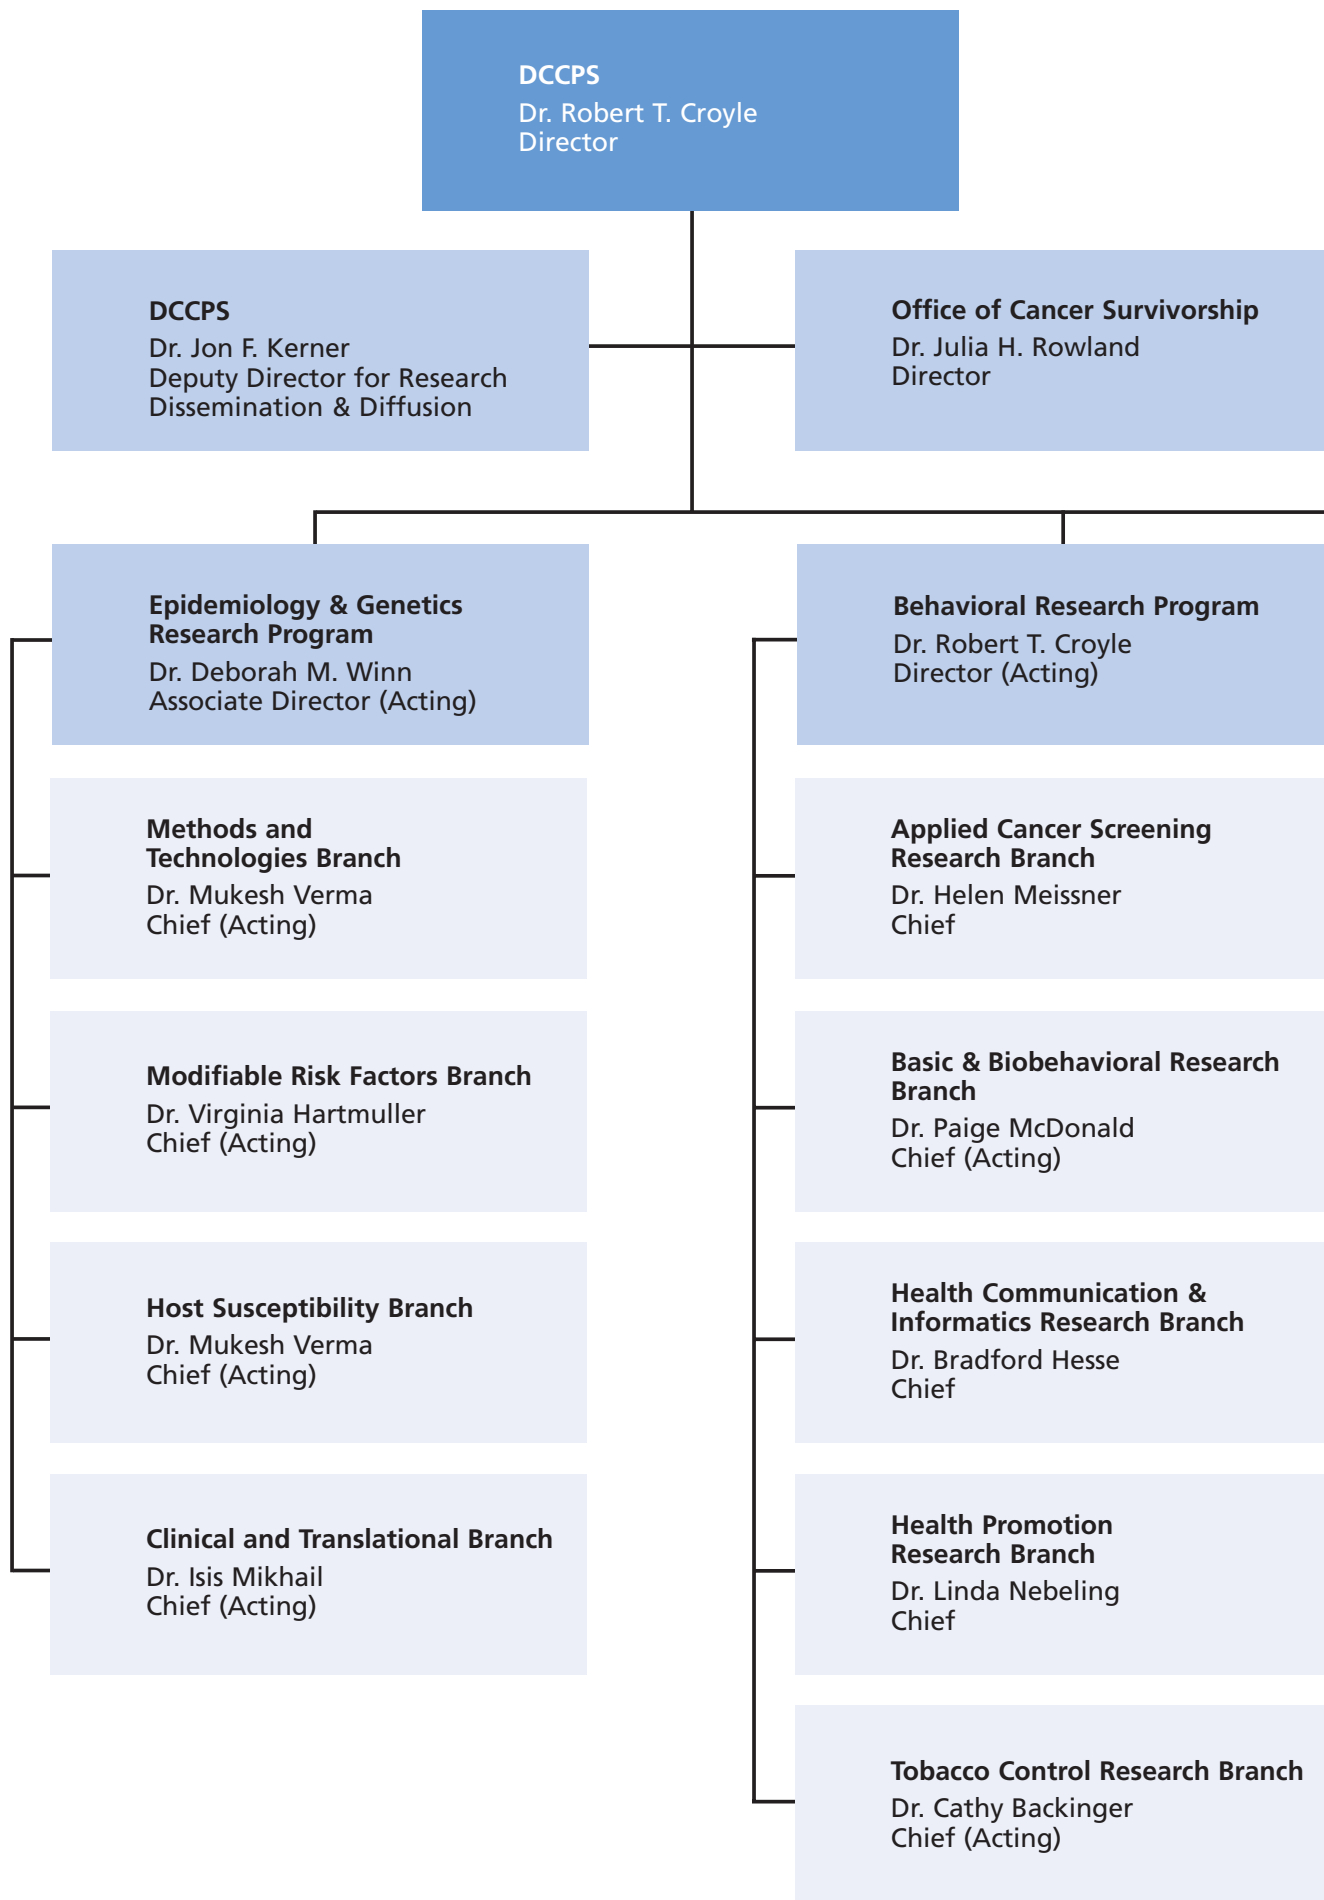 DCCPS
Dr. Robert T. Croyle
Director
DCCPS
Dr. Jon F. Kerner
Deputy Director for Research
Dissemination & Diffusion
Office of Cancer Survivorship
Dr. Julia H. Rowland
Director
Epidemiology & Genetics
Research Program
Dr. Deborah M. Winn
Associate Director (Acting)
Methods and
Technologies Branch
Dr. Mukesh Verma
Chief (Acting)
Modifiable Risk Factors Branch
Dr. Virginia Hartmuller
Chief (Acting)
Host Susceptibility Branch
Dr. Mukesh Verma
Chief (Acting)
Clinical and Translational Branch
Dr. Isis Mikhail
Chief (Acting)
Behavioral Research Program
Dr. Robert T. Croyle
Director (Acting)
Applied Cancer Screening
Research Branch
Dr. Helen Meissner
Chief
Basic & Biobehavioral Research
Branch
Dr. Paige McDonald
Chief (Acting)
Health Communication &
Informatics Research Branch
Dr. Bradford Hesse
Chief
Health Promotion
Research Branch
Dr. Linda Nebeling
Chief
Tobacco Control Research Branch
Dr. Cathy Backinger
Chief (Acting)